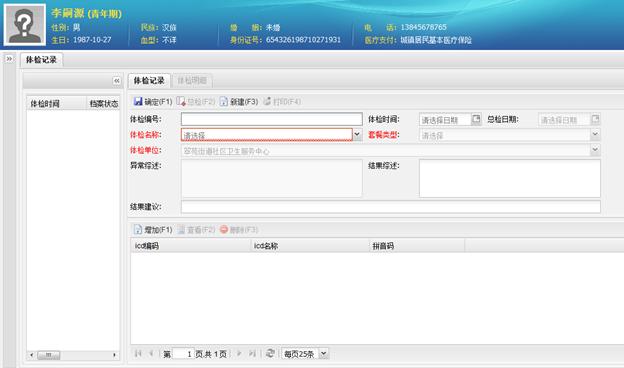 李嗣源 (青年期)
性别: 男 民族: 汉族 婚 姻: 未婚 电 话: 13845678765
生日: 1987-10-27 血型: 不详 身份证号: 654326198710271931 医疗支付: 城镇居民基本医疗保险
体检记录
体检记录 体检明细
体检时间 档案状态
确定(F1) 总检(F2) 新建(F3) 打印(F4)
体检编号: 体检时间: 请选择日期 总检日期: 请选择日期
体检名称: 请选择 套餐类型: 请选择
体检单位: 翠苑街道社区卫生服务中心
异常综述: 结果综述:
结果建议:
增加(F1) 查看(F2) 删除(F3)
icd编码 icd名称 拼音码
第 1 页,共 1 页 每页25条